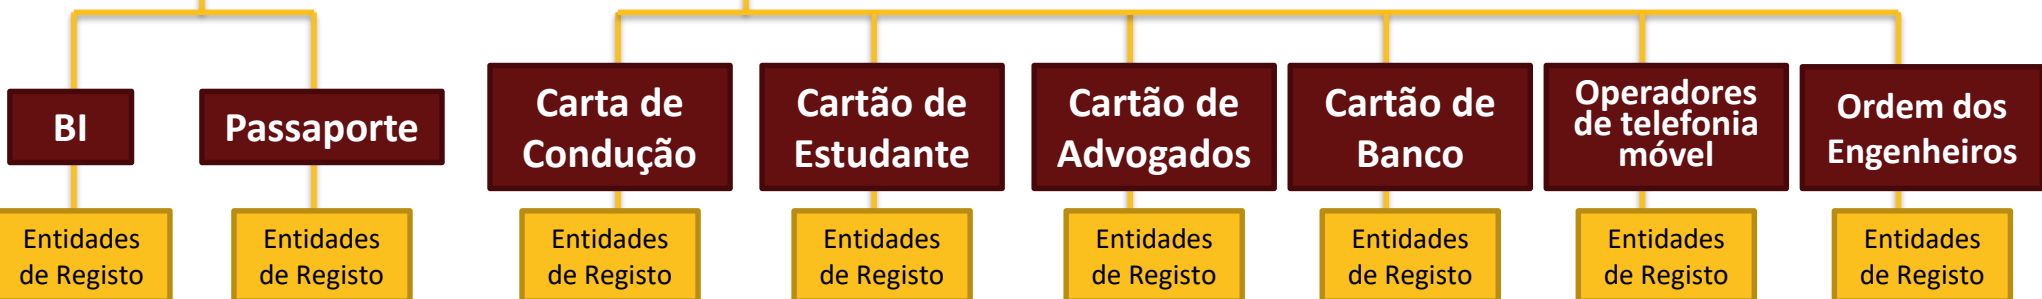 BI
Passaporte
Carta de
Condução
Cartão de
Estudante
Cartão de
Advogados
Cartão de
Banco
Operadores
de telefonia
móvel
Ordem dos
Engenheiros
Entidades
de Registo
Entidades
de Registo
Entidades
de Registo
Entidades
de Registo
Entidades
de Registo
Entidades
de Registo
Entidades
de Registo
Entidades
de Registo